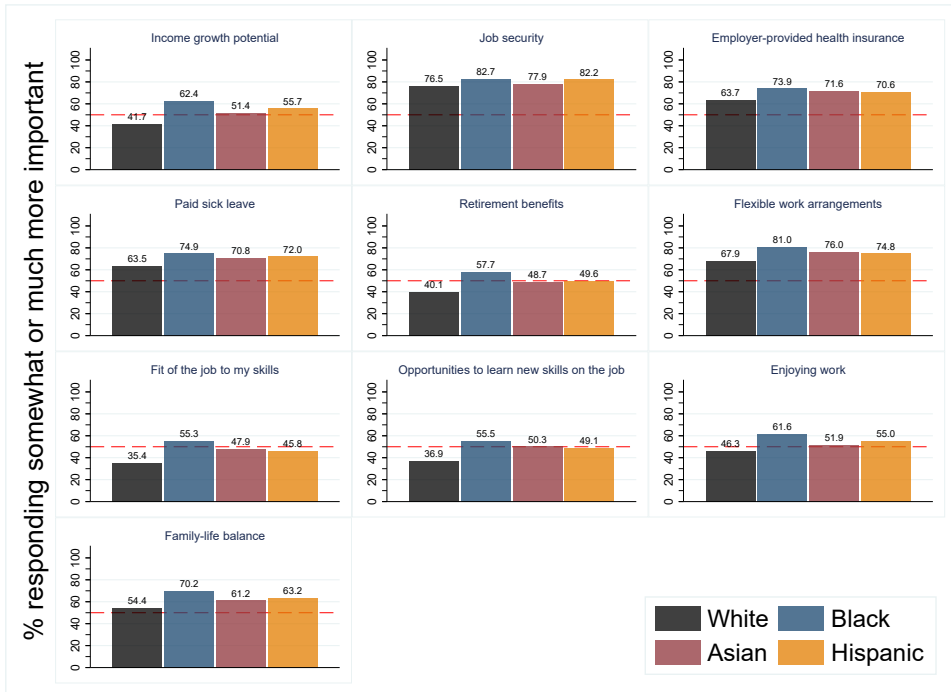 % responding somewhat or much more important
Income growth potential
0 20 40 60 80 100
41.7 62.4 51.4 55.7
Job security
0 20 40 60 80 100
76.5 82.7 77.9 82.2
Employer-provided health insurance
0 20 40 60 80 100
63.7 73.9 71.6 70.6
Paid sick leave
0 20 40 60 80 100
63.5 74.9 70.8 72.0
Retirement benefits
0 20 40 60 80 100
40.1 57.7 48.7 49.6
Flexible work arrangements
0 20 40 60 80 100
67.9 81.0 76.0 74.8
Fit of the job to my skills
0 20 40 60 80 100
35.4 55.3 47.9 45.8
Opportunities to learn new skills on the job
0 20 40 60 80 100
36.9 55.5 50.3 49.1
Enjoying work
0 20 40 60 80 100
46.3 61.6 51.9 55.0
Family-life balance
0 20 40 60 80 100
54.4 70.2 61.2 63.2
White Black
Asian Hispanic